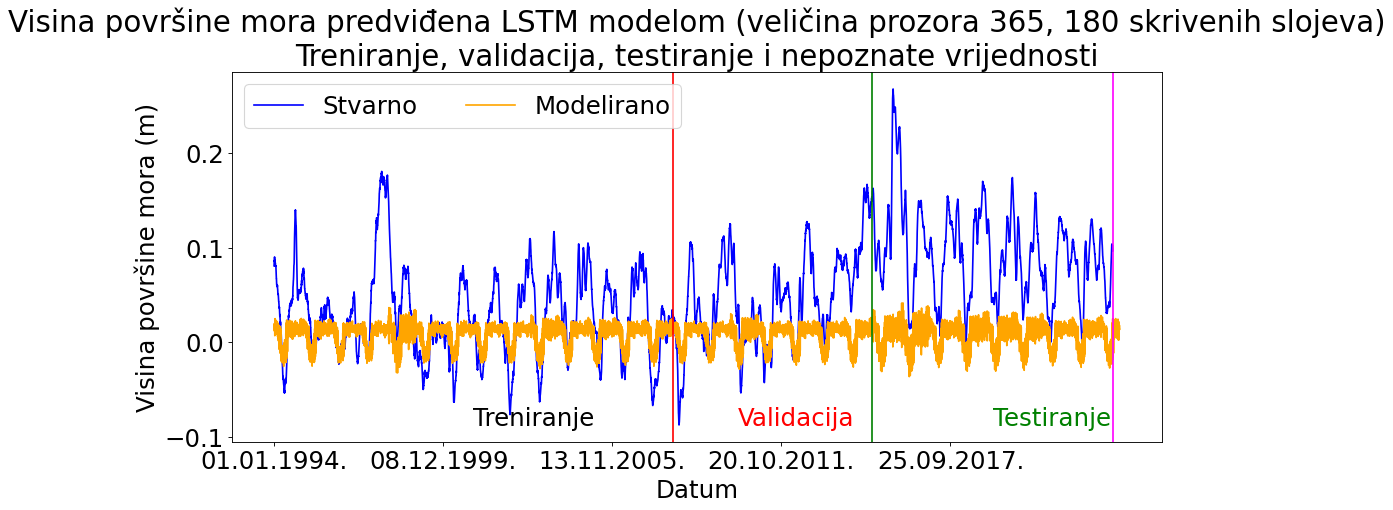 Visina površine mora predviđena LSTM modelom (veličina prozora 365, 180 skrivenih slojeva)
Treniranje, validacija, testiranje i nepoznate vrijednosti
Stvarno
Modelirano
Visina površine mora (m)
0.2
0.1
0.0
−0.1
Treniranje
Validacija
Testiranje
01.01.1994.
08.12.1999.
13.11.2005.
20.10.2011.
25.09.2017.
Datum